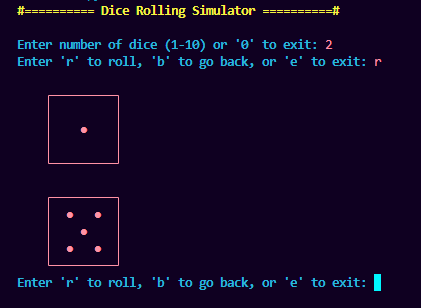 #========== Dice Rolling Simulator ==========#
Enter number of dice (1-10) or '0' to exit: 2
Enter 'r' to roll, 'b' to go back, or 'e' to exit: r
Enter 'r' to roll, 'b' to go back, or 'e' to exit: